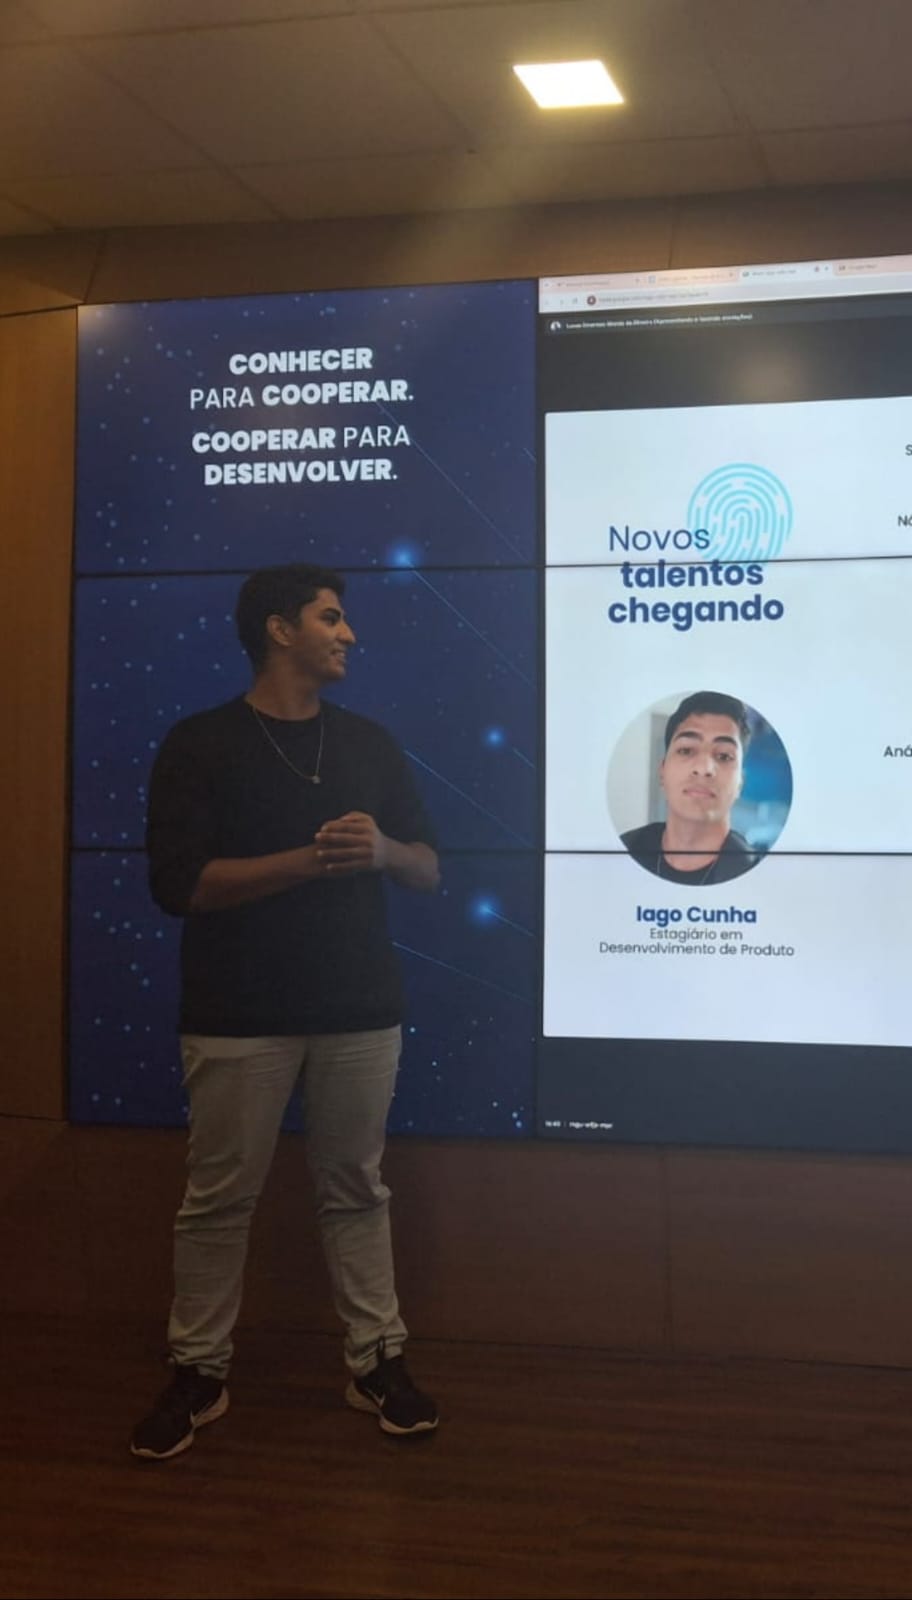 CONHECER
PARA COOPERAR.
COOPERAR PARA
DESENVOLVER.
Novos
talentos
chegando
Iago Cunha
Estagiário em
Desenvolvimento de Produto